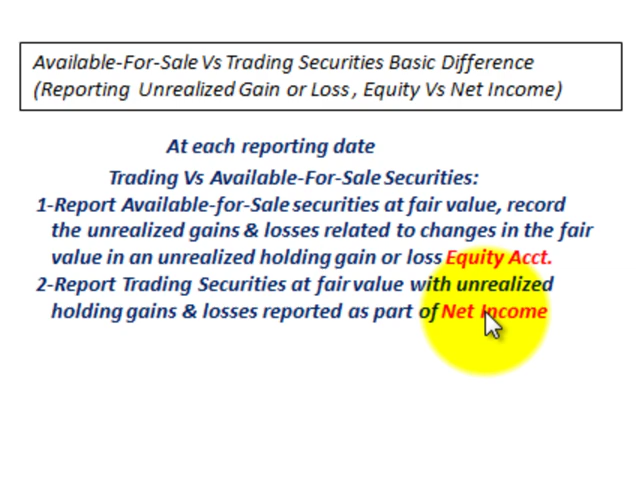 Available-For-Sale Vs Trading Securities Basic Difference
(Reporting Unrealized Gain or Loss , Equity Vs Net Income)
At each reporting date
Trading Vs Available-For-Sale Securities:
1-Report Available-for-Sale securities at fair value, record
the unrealized gains & losses related to changes in the fair
value in an unrealized holding gain or loss Equity Acct.
2-Report Trading Securities at fair value with unrealized
holding gains & losses reported as part of Net Income